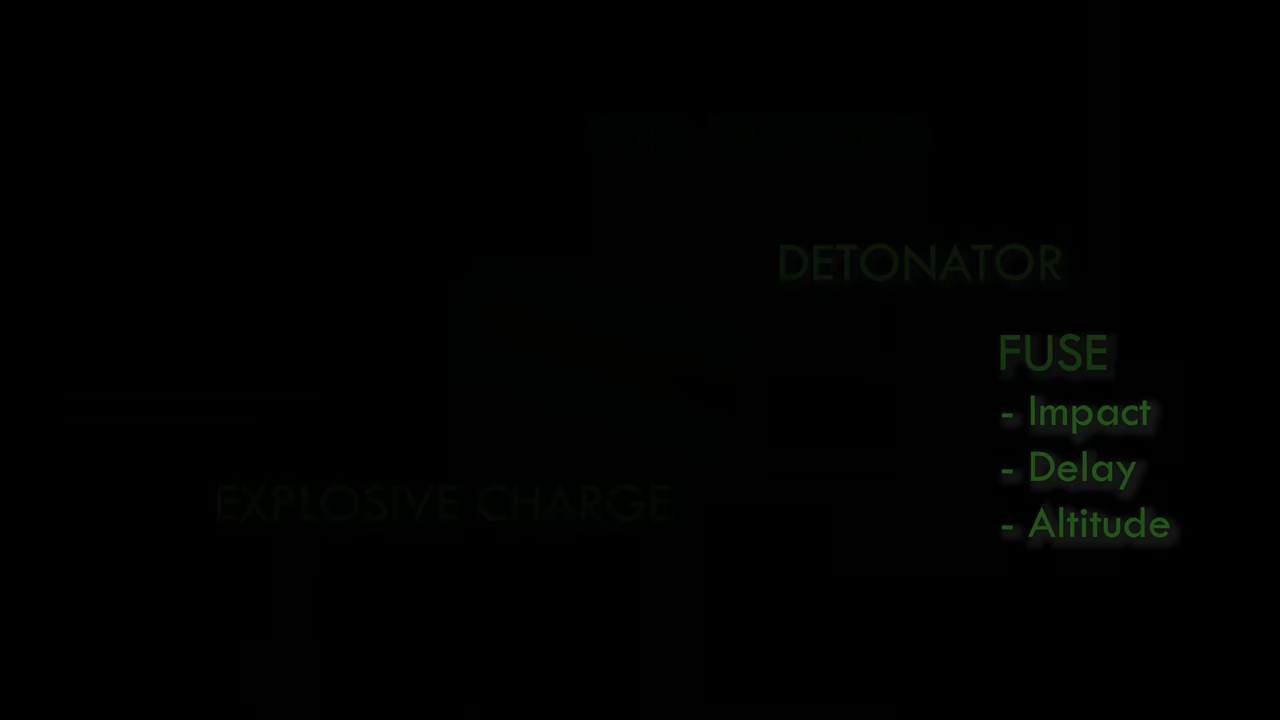 DETONATOR
FUSE
- Impact
- Delay
- Altitude
EXPLOSIVE CHARGE